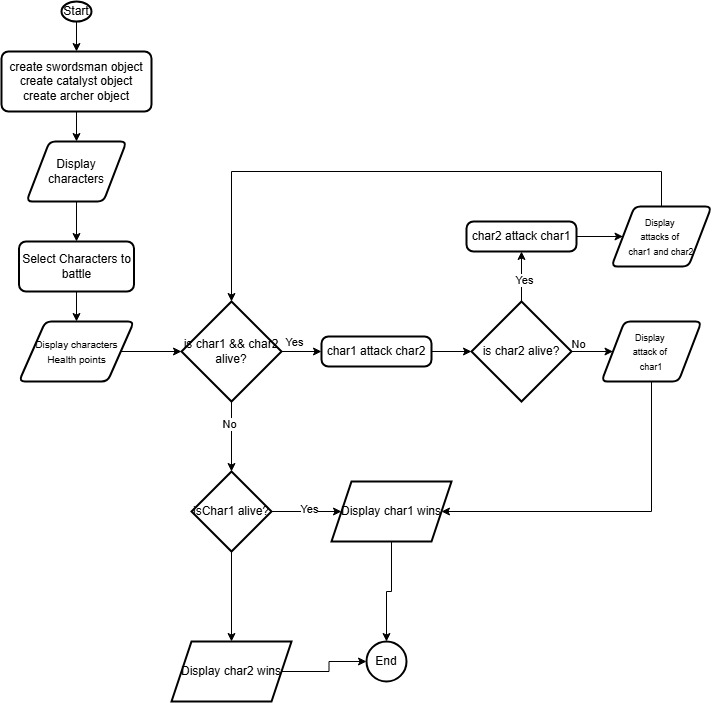 Start
create swordsman object
create catalyst object
create archer object
Display
characters
Select Characters to
battle
Display characters
Health points
is char1 && char2
alive?
Yes
char1 attack char2
is char2 alive?
Yes
char2 attack char1
Display
attacks of
char1 and char2
No
Display
attack of
char1
No
isChar1 alive?
Yes
Display char1 wins
Display char2 wins
End